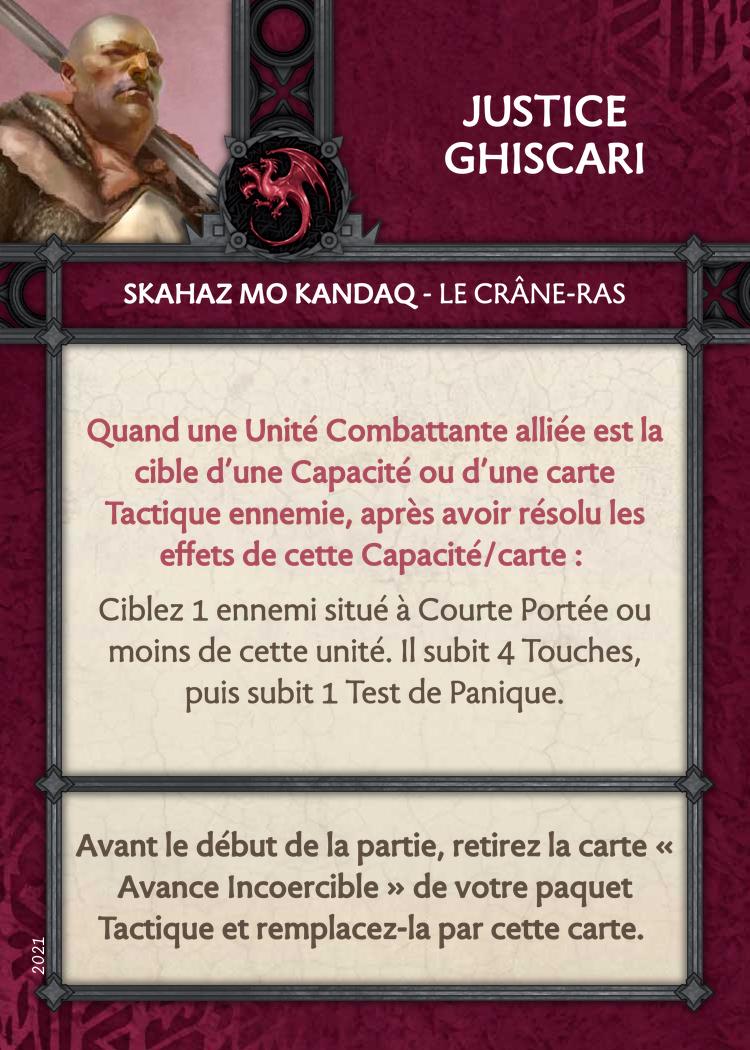 JUSTICE
GHISCARI
SKAHAZ MO KANDAQ - LE CRÂNE-RAS
Quand une Unité Combattante alliée est la
cible d'une Capacité ou d'une carte
Tactique ennemie, après avoir résolu les
effets de cette Capacité/carte :
Ciblez 1 ennemi situé à Courte Portée ou
moins de cette unité. Il subit 4 Touches,
puis subit 1 Test de Panique.
Avant le début de la partie, retirez la carte «
Avance Incoercible » de votre paquet
Tactique et remplacez-la par cette carte.
2021